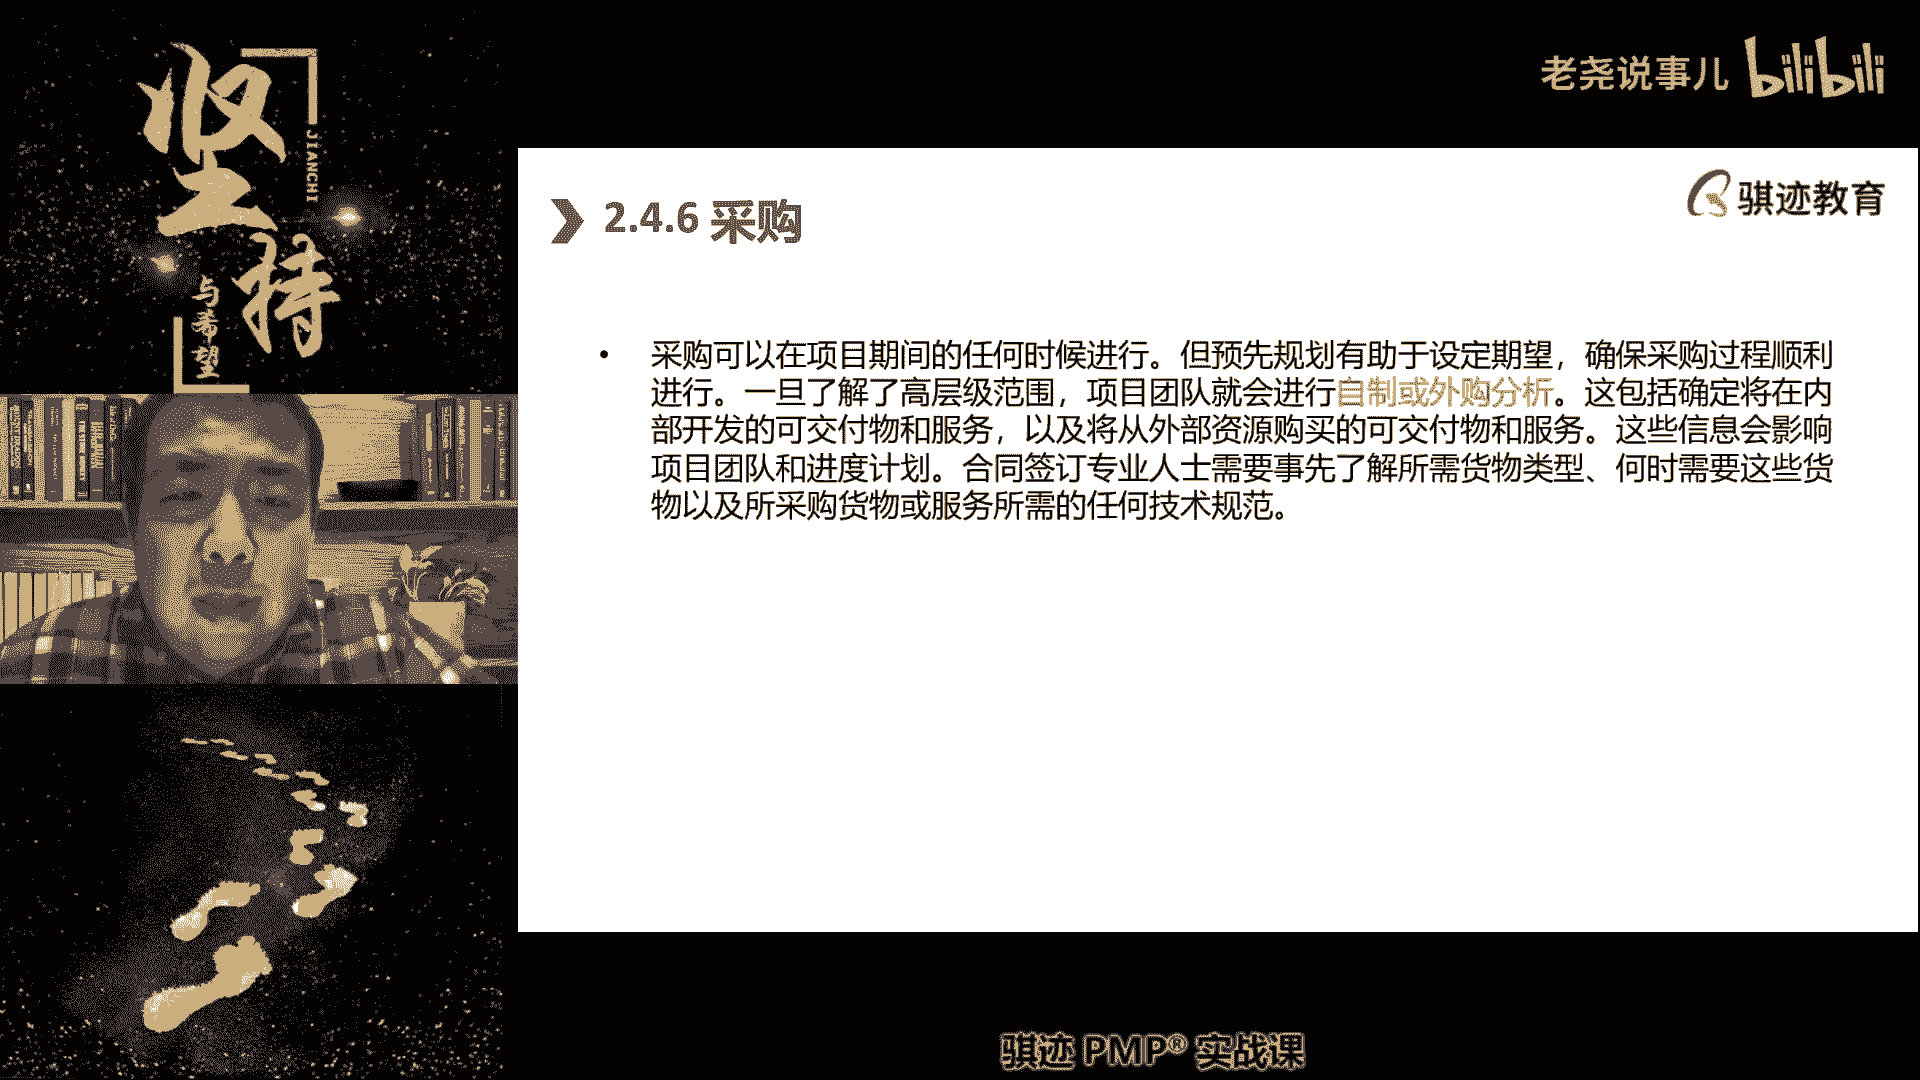 坚持
JIANCHI
与希望
老尧说事儿 bilibili
骐迹教育
2.4.6 采购
• 采购可以在项目期间的任何时候进行。但预先规划有助于设定期望，确保采购过程顺利
进行。一旦了解了高层级范围，项目团队就会进行自制或外购分析。这包括确定将在内
部开发的可交付物和服务，以及将从外部资源购买的可交付物和服务。这些信息会影响
项目团队和进度计划。合同签订专业人士需要事先了解所需货物类型、何时需要这些货
物以及所采购货物或服务所需的任何技术规范。
骐迹 PMP® 实战课